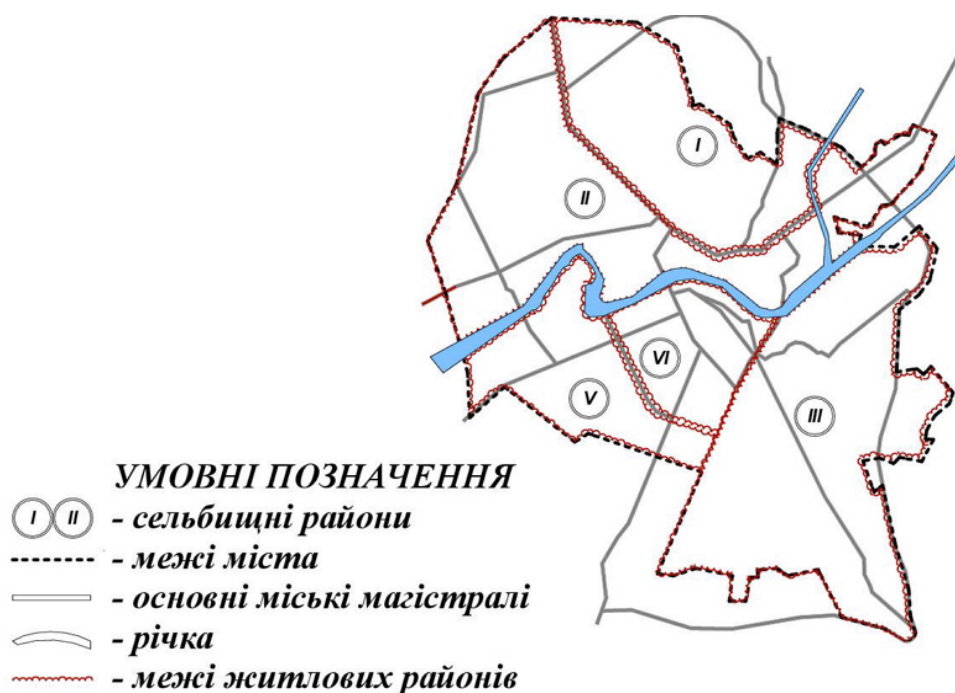 I
II
VI
V
III
УМОВНІ ПОЗНАЧЕННЯ
I II - сельбищні райони
- межі міста
- основні міські магістралі
- річка
- межі житлових районів